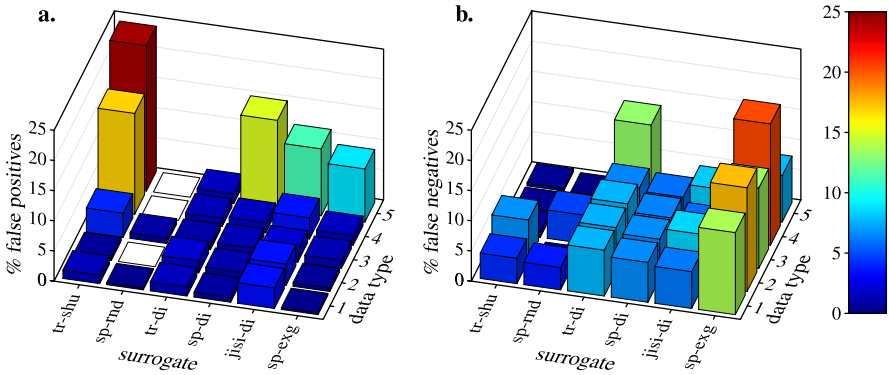 a.
% false positives
25
20
15
10
5
0
tr-shu
sp-rnd
tr-di
sp-di
jisi-di
sp-exg
surrogate
1
2
3
4
5
data type
b.
% false negatives
25
20
15
10
5
0
tr-shu
sp-rnd
tr-di
sp-di
jisi-di
sp-exg
surrogate
1
2
3
4
5
data type
25
20
15
10
5
0